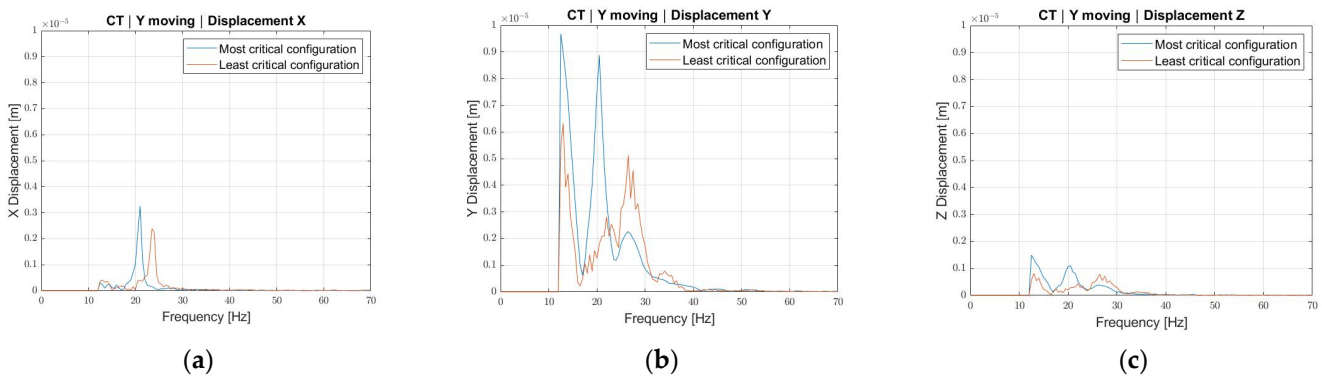 CT | Y moving | Displacement X
×10⁻⁵
1
0.9
0.8
0.7
0.6
0.5
0.4
0.3
0.2
0.1
0
X Displacement [m]
Most critical configuration
Least critical configuration
0 10 20 30 40 50 60 70
Frequency [Hz]
(a)
CT | Y moving | Displacement Y
×10⁻⁵
1
0.9
0.8
0.7
0.6
0.5
0.4
0.3
0.2
0.1
0
Y Displacement [m]
Most critical configuration
Least critical configuration
0 10 20 30 40 50 60 70
Frequency [Hz]
(b)
CT | Y moving | Displacement Z
×10⁻⁵
1
0.9
0.8
0.7
0.6
0.5
0.4
0.3
0.2
0.1
0
Z Displacement [m]
Most critical configuration
Least critical configuration
0 10 20 30 40 50 60 70
Frequency [Hz]
(c)